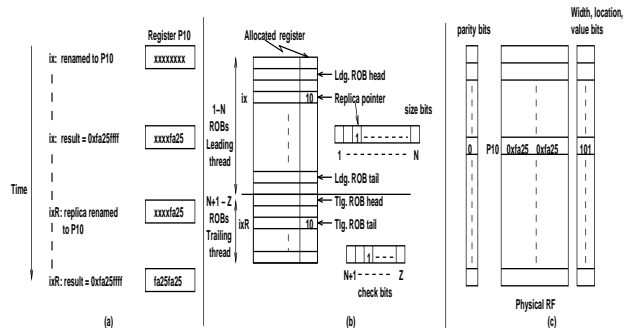 Register P10
ix: renamed to P10
xxxxxxxx
ix: result = 0xfa25ffff
xxxxfa25
Time
ixR: replica renamed
to P10
xxxxfa25
ixR: result = 0xfa25ffff
fa25fa25
(a)
Allocated register
Ldg. ROB head
ix
10
Replica pointer
1–N
ROBs
Leading
thread
size bits
1
1 N
Ldg. ROB tail
N+1 – Z
ROBs
Trailing
thread
Tlg. ROB head
ixR
10
Tlg. ROB tail
1
N+1 Z
check bits
(b)
parity bits
Width, location,
value bits
0 P10 0xfa25 0xfa25 101
Physical RF
(c)